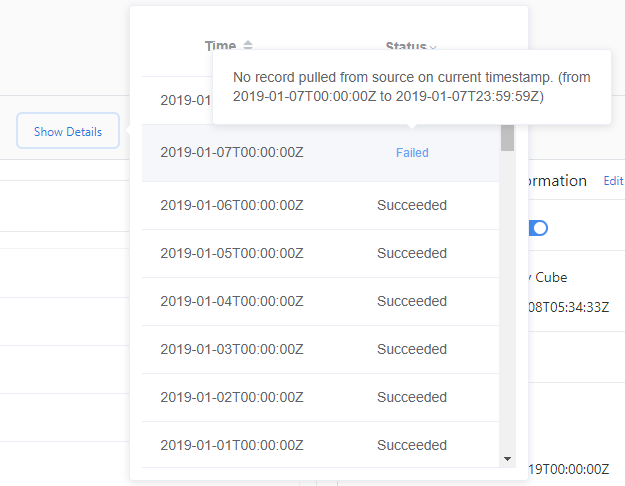 Time
Status
No record pulled from source on current timestamp. (from
2019-01-07T00:00:00Z to 2019-01-07T23:59:59Z)
2019-01
Show Details
2019-01-07T00:00:00Z Failed
ormation Edit
2019-01-06T00:00:00Z Succeeded
2019-01-05T00:00:00Z Succeeded
Cube
2019-01-04T00:00:00Z Succeeded
08T05:34:33Z
2019-01-03T00:00:00Z Succeeded
2019-01-02T00:00:00Z Succeeded
2019-01-01T00:00:00Z Succeeded
19T00:00:00Z